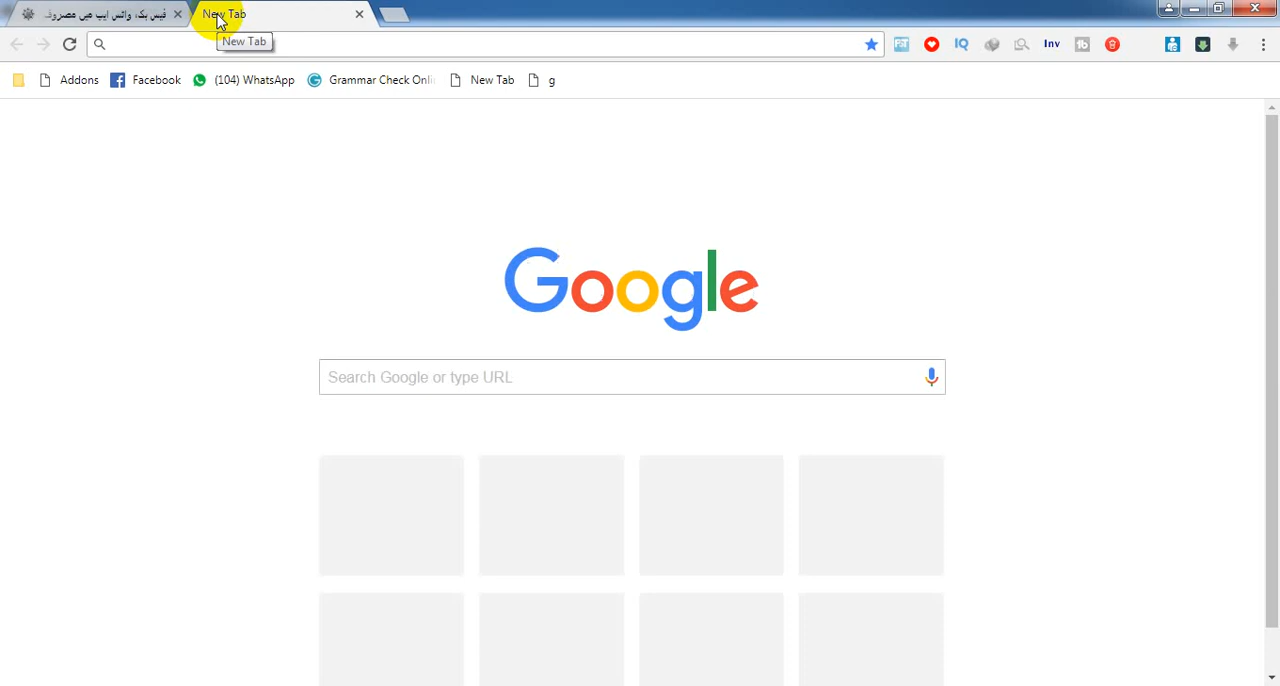 فیس بک، واٹس ایپ میں مصروف
New Tab
New Tab
Inv
Addons
Facebook
(104) WhatsApp
Grammar Check Onli
New Tab
g
Google
Search Google or type URL